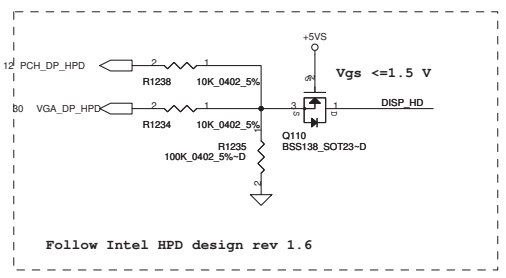 +5VS
12 PCH_DP_HPD
2
1
Vgs <=1.5 V
R1238
10K_0402_5%
30 VGA_DP_HPD
2
1
3
1
DISP_HD
S
D
R1234
10K_0402_5%
Q110
BSS138_SOT23~D
R1235
100K_0402_5%~D
1
2
Follow Intel HPD design rev 1.6